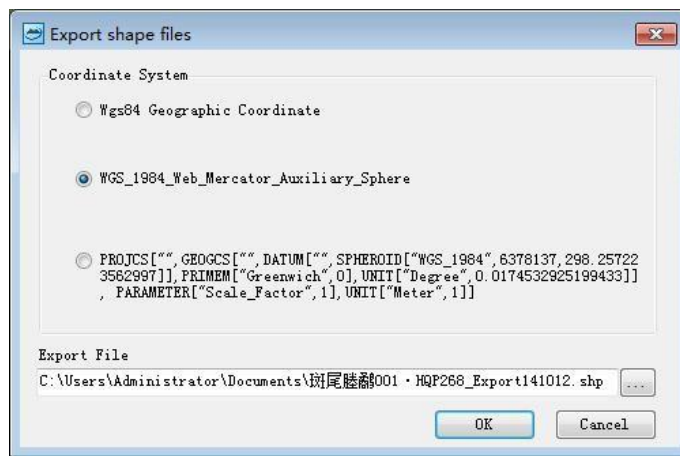 Export shape files
Coordinate System
Wgs84 Geographic Coordinate
WGS_1984_Web_Mercator_Auxiliary_Sphere
PROJCS["",GEOGCS["",DATUM["",SPHEROID["WGS_1984",6378137,298.25722
3562997]],PRIMEM["Greenwich",0],UNIT["Degree",0.0174532925199433]]
, PARAMETER["Scale_Factor",1],UNIT["Meter",1]]
Export File
C:\Users\Administrator\Documents\斑尾塍鹬001·HQP268_Export141012.shp
...
OK
Cancel